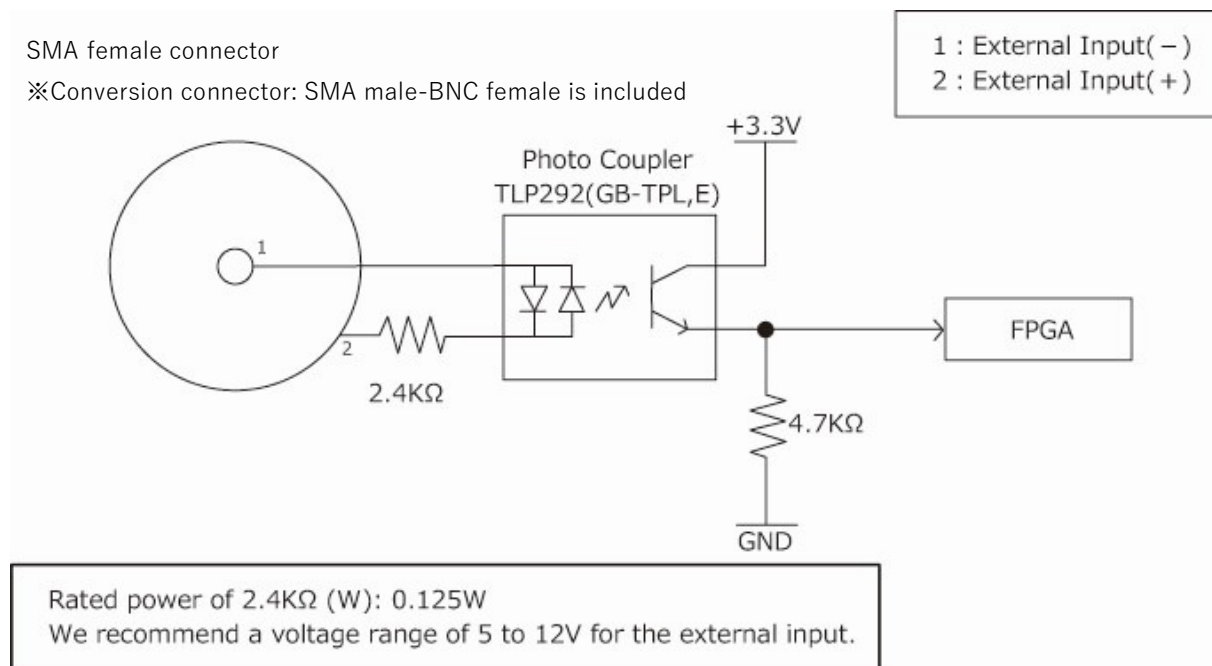 SMA female connector
※Conversion connector: SMA male-BNC female is included
1 : External Input(－)
2 : External Input(＋)
+3.3V
Photo Coupler
TLP292(GB-TPL,E)
1
2
2.4KΩ
FPGA
4.7KΩ
GND
Rated power of 2.4KΩ (W): 0.125W
We recommend a voltage range of 5 to 12V for the external input.